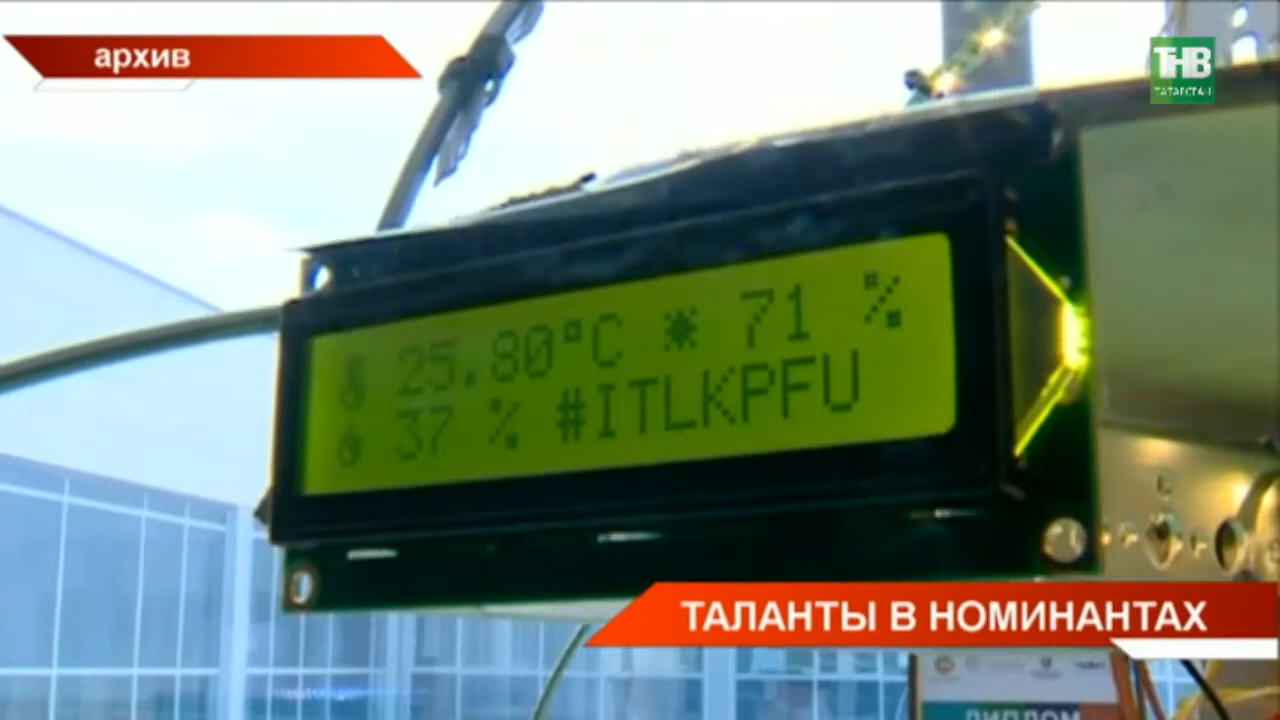 архив
ТНВ
ТАТАРСТАН
25.80°C ☀ 71 %
37 % #ITLKPFU
ТАЛАНТЫ В НОМИНАНТАХ
ДИПЛОМ